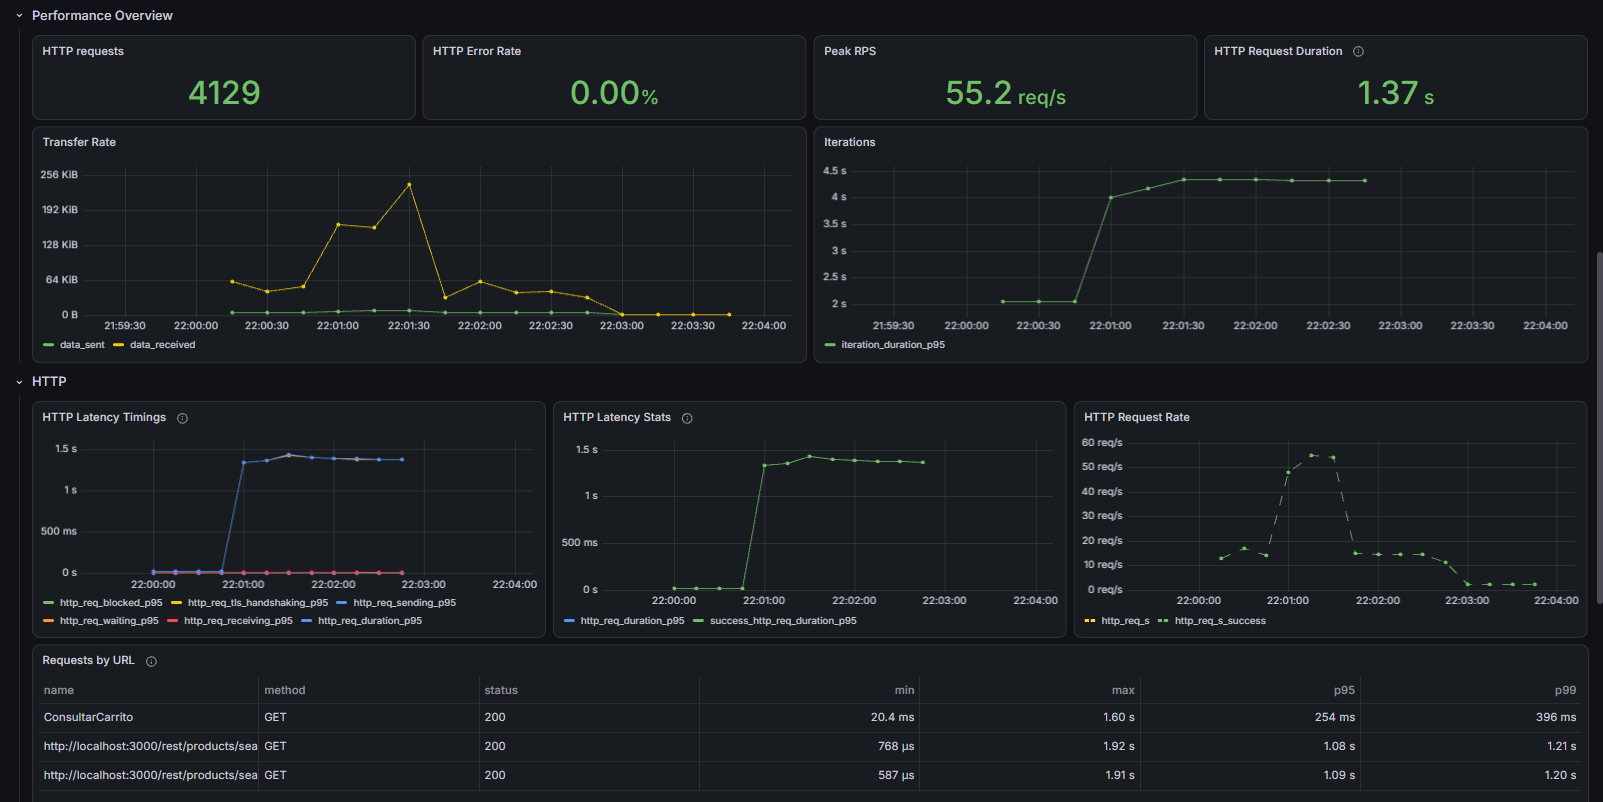 Performance Overview
HTTP requests
4129
HTTP Error Rate
0.00%
Peak RPS
55.2 req/s
HTTP Request Duration
1.37 s
Transfer Rate
256 KiB
192 KiB
128 KiB
64 KiB
0 B
21:59:30 22:00:00 22:00:30 22:01:00 22:01:30 22:02:00 22:02:30 22:03:00 22:03:30 22:04:00
data_sent data_received
Iterations
4.5 s
4 s
3.5 s
3 s
2.5 s
2 s
21:59:30 22:00:00 22:00:30 22:01:00 22:01:30 22:02:00 22:02:30 22:03:00 22:03:30 22:04:00
iteration_duration_p95
HTTP
HTTP Latency Timings
1.5 s
1 s
500 ms
0 s
22:00:00 22:01:00 22:02:00 22:03:00 22:04:00
http_req_blocked_p95 http_req_tls_handshaking_p95 http_req_sending_p95
http_req_waiting_p95 http_req_receiving_p95 http_req_duration_p95
HTTP Latency Stats
1.5 s
1 s
500 ms
0 s
22:00:00 22:01:00 22:02:00 22:03:00 22:04:00
http_req_duration_p95 success_http_req_duration_p95
HTTP Request Rate
60 req/s
50 req/s
40 req/s
30 req/s
20 req/s
10 req/s
0 req/s
22:00:00 22:01:00 22:02:00 22:03:00 22:04:00
http_req_s http_req_s_success
Requests by URL
name method status min max p95 p99
ConsultarCarrito GET 200 20.4 ms 1.60 s 254 ms 396 ms
http://localhost:3000/rest/products/sea GET 200 768 µs 1.92 s 1.08 s 1.21 s
http://localhost:3000/rest/products/sea GET 200 587 µs 1.91 s 1.09 s 1.20 s